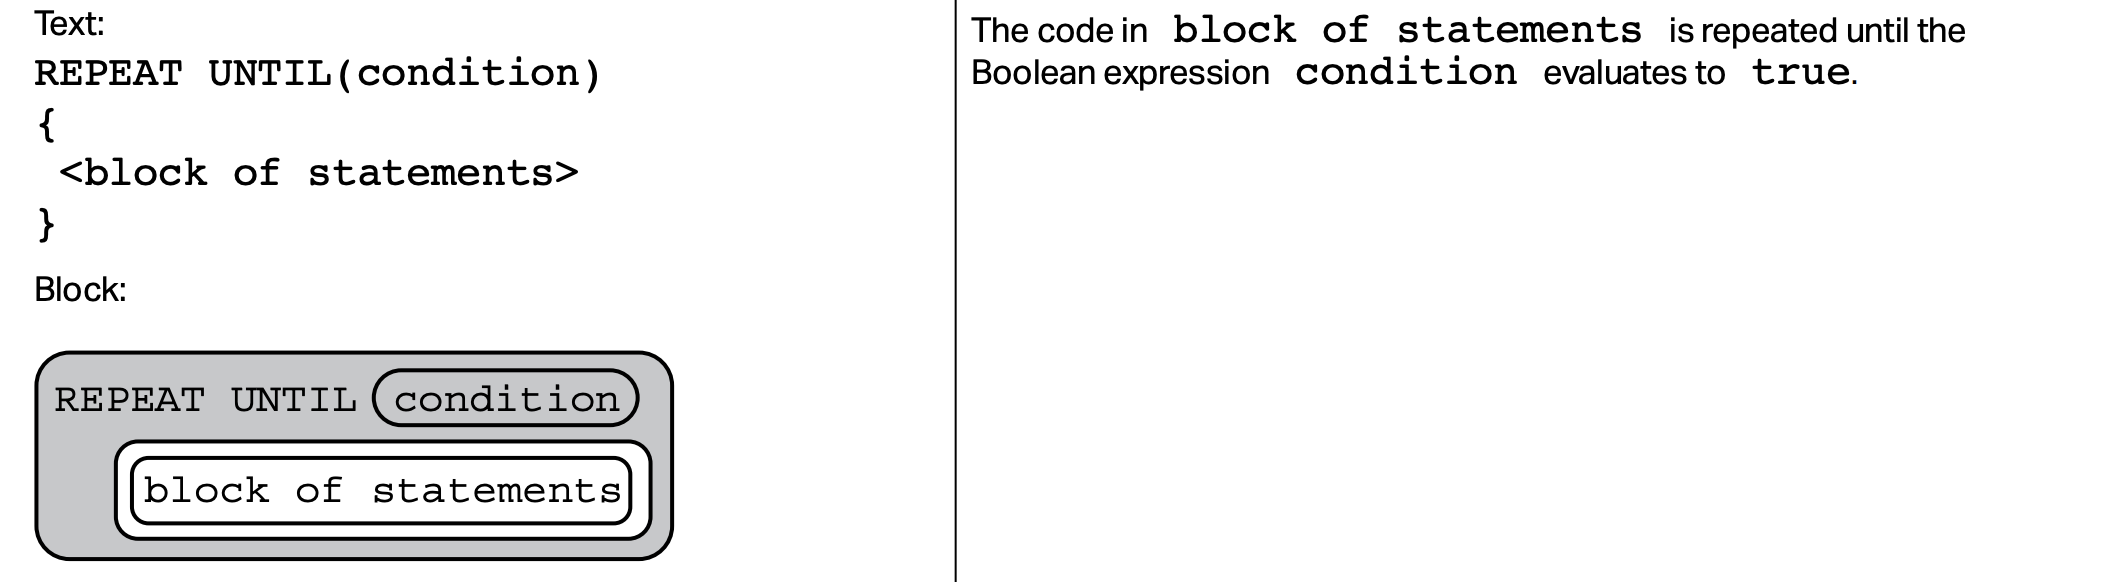 Text:
REPEAT UNTIL(condition)
{
<block of statements>
}
Block:
REPEAT UNTIL condition
block of statements
The code in block of statements is repeated until the
Boolean expression condition evaluates to true.